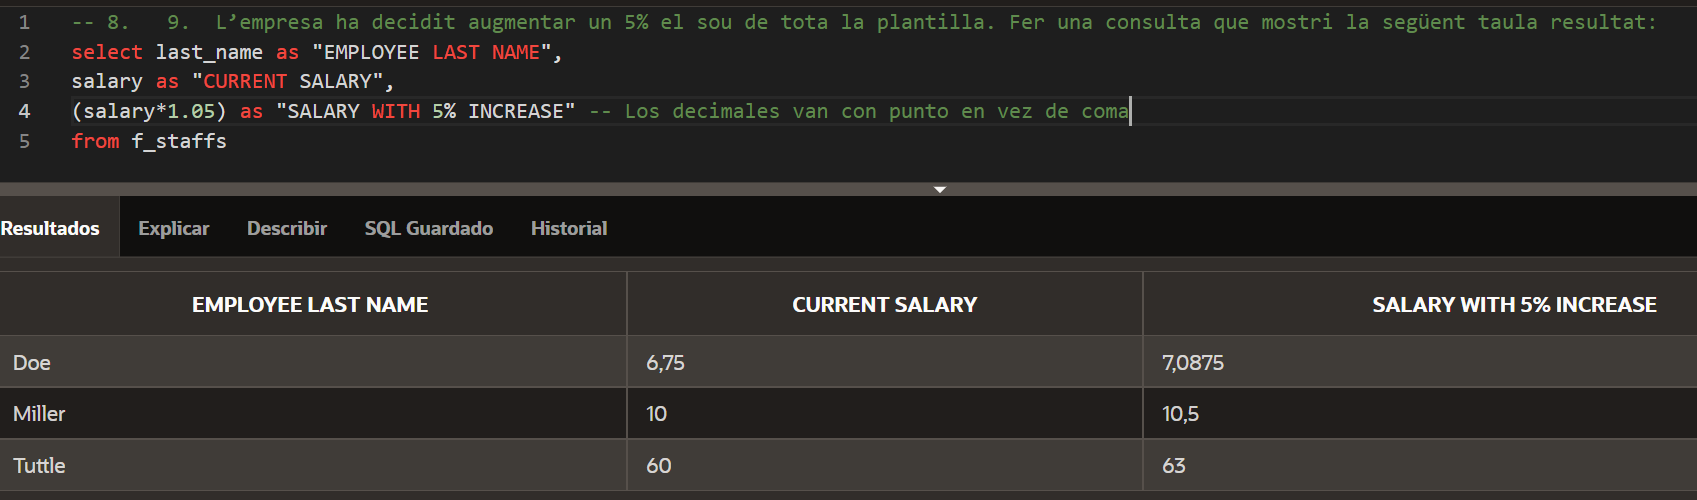 1 -- 8.   9.  L’empresa ha decidit augmentar un 5% el sou de tota la plantilla. Fer una consulta que mostri la següent taula resultat:
2 select last_name as "EMPLOYEE LAST NAME",
3 salary as "CURRENT SALARY",
4 (salary*1.05) as "SALARY WITH 5% INCREASE" -- Los decimales van con punto en vez de coma
5 from f_staffs
Resultados Explicar Describir SQL Guardado Historial
EMPLOYEE LAST NAME CURRENT SALARY SALARY WITH 5% INCREASE
Doe 6,75 7,0875
Miller 10 10,5
Tuttle 60 63